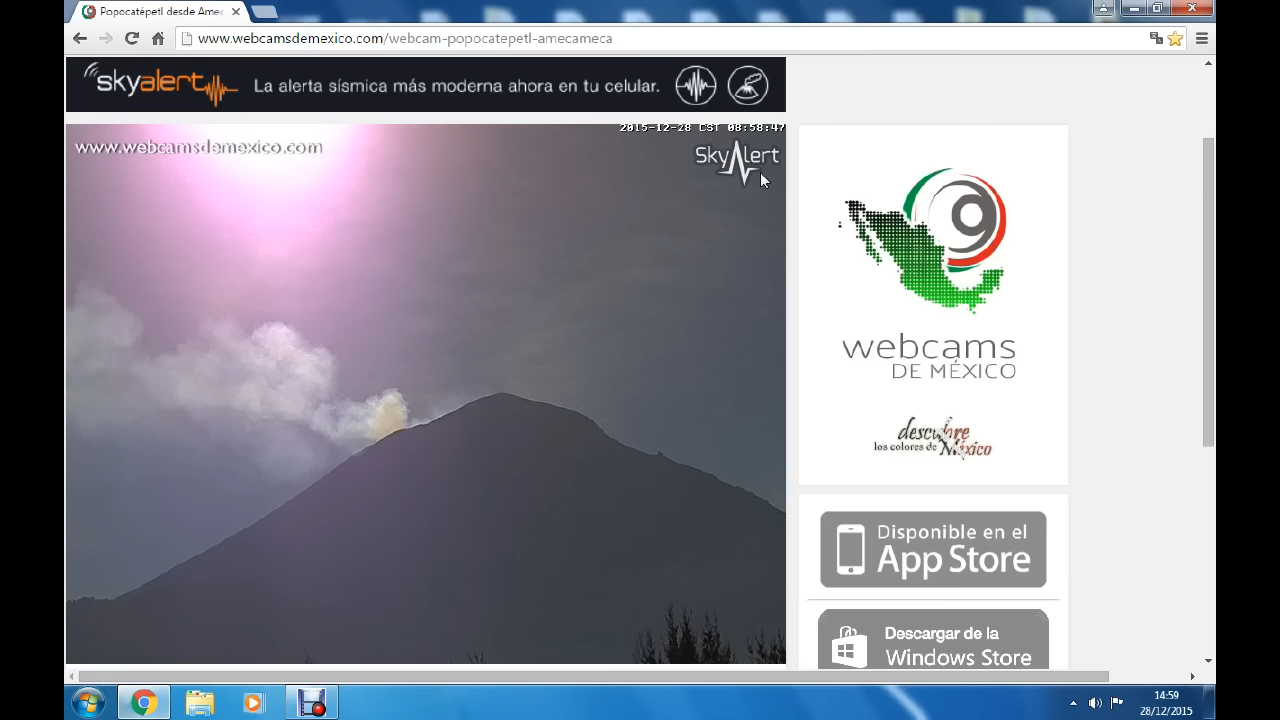 Popocatépetl desde Amec
www.webcamsdemexico.com/webcam-popocatepetl-amecameca
skyalert
La alerta sísmica más moderna ahora en tu celular.
2015-12-28 CST 08:58:47
www.webcamsdemexico.com
SkyAlert
webcams
DE MÉXICO
descubre
los colores de México
Disponible en el
App Store
Descargar de la
Windows Store
14:59
28/12/2015